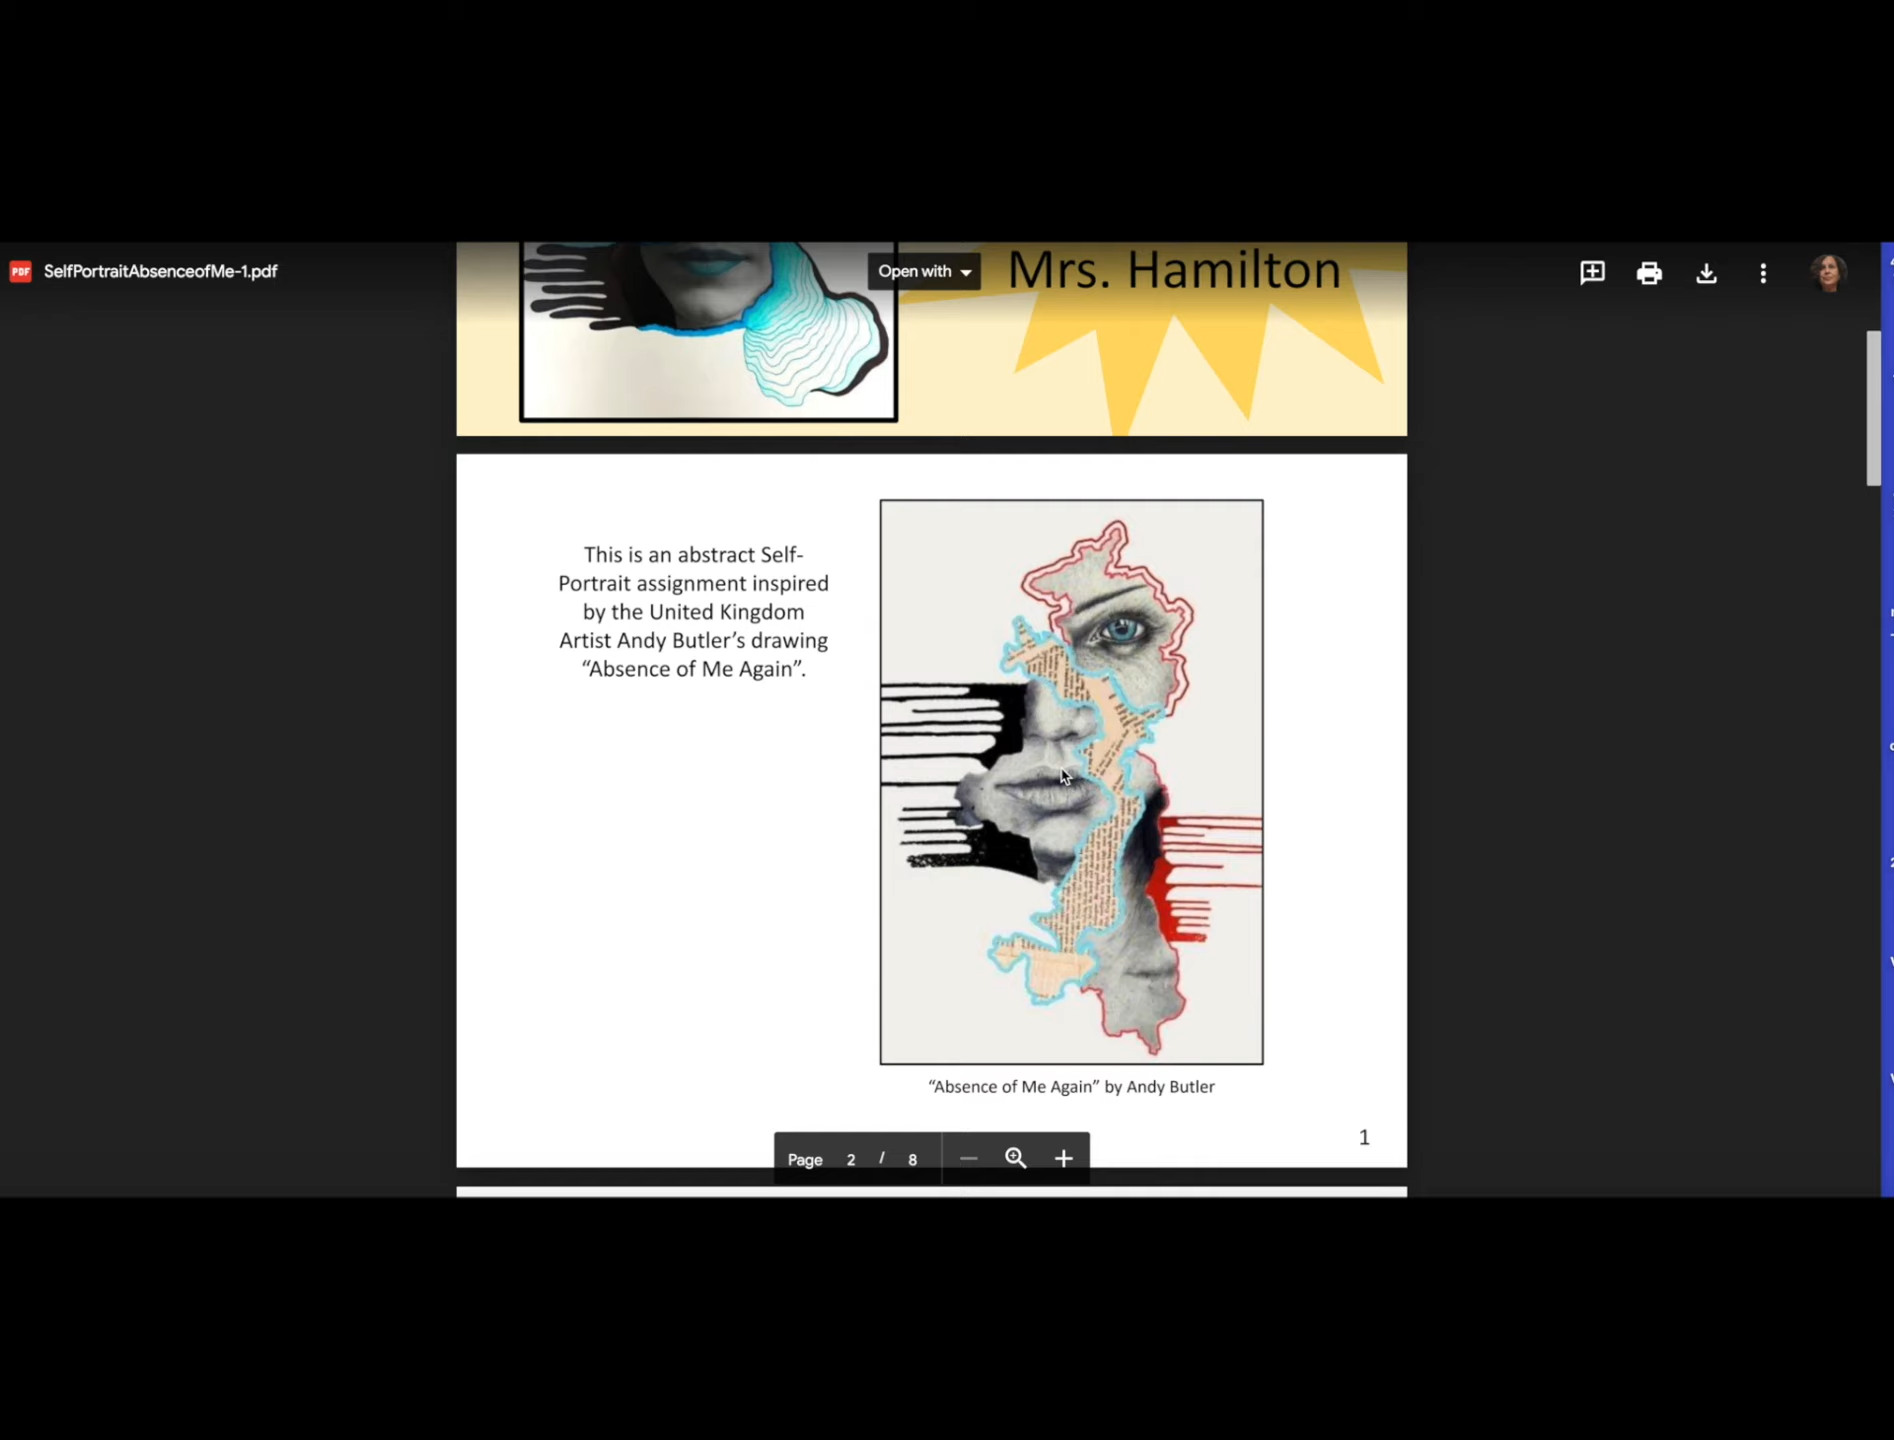 SelfPortraitAbsenceofMe-1.pdf
Open with
Mrs. Hamilton
This is an abstract Self-
Portrait assignment inspired
by the United Kingdom
Artist Andy Butler’s drawing
“Absence of Me Again”.
“Absence of Me Again” by Andy Butler
1
Page 2 / 8